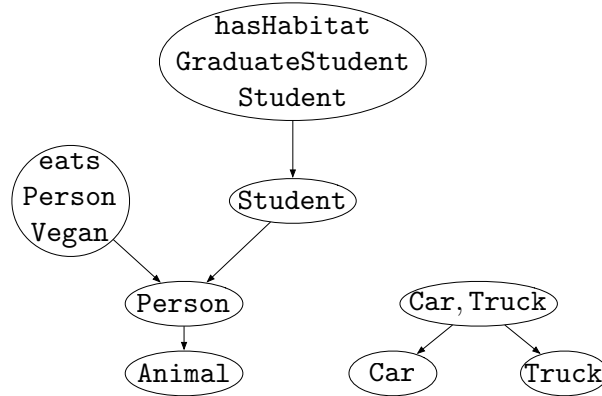 hasHabitat
GraduateStudent
Student
eats
Person
Vegan
Student
Person
Car, Truck
Animal
Car
Truck